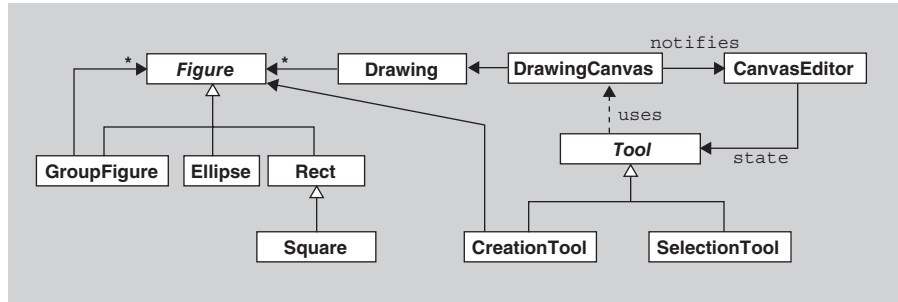 notifies
*
Figure
*
Drawing
DrawingCanvas
CanvasEditor
uses
Tool
state
GroupFigure
Ellipse
Rect
Square
CreationTool
SelectionTool